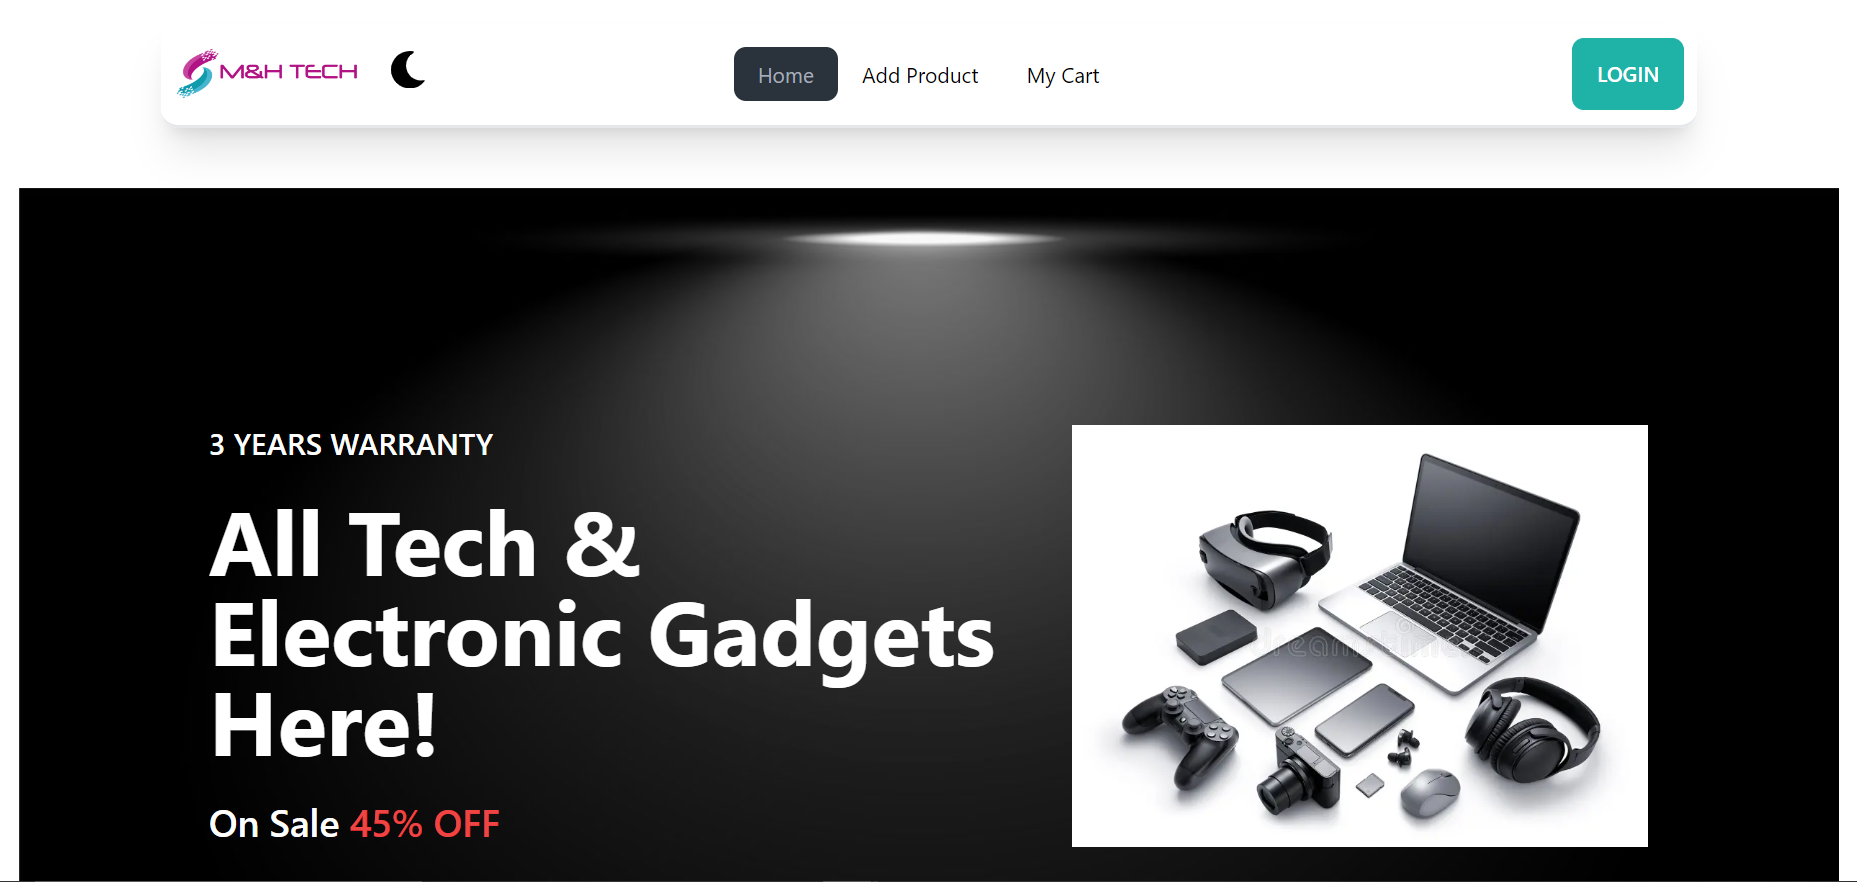 M&H TECH
Home
Add Product
My Cart
LOGIN
3 YEARS WARRANTY
All Tech &
Electronic Gadgets
Here!
On Sale 45% OFF
dreamstime